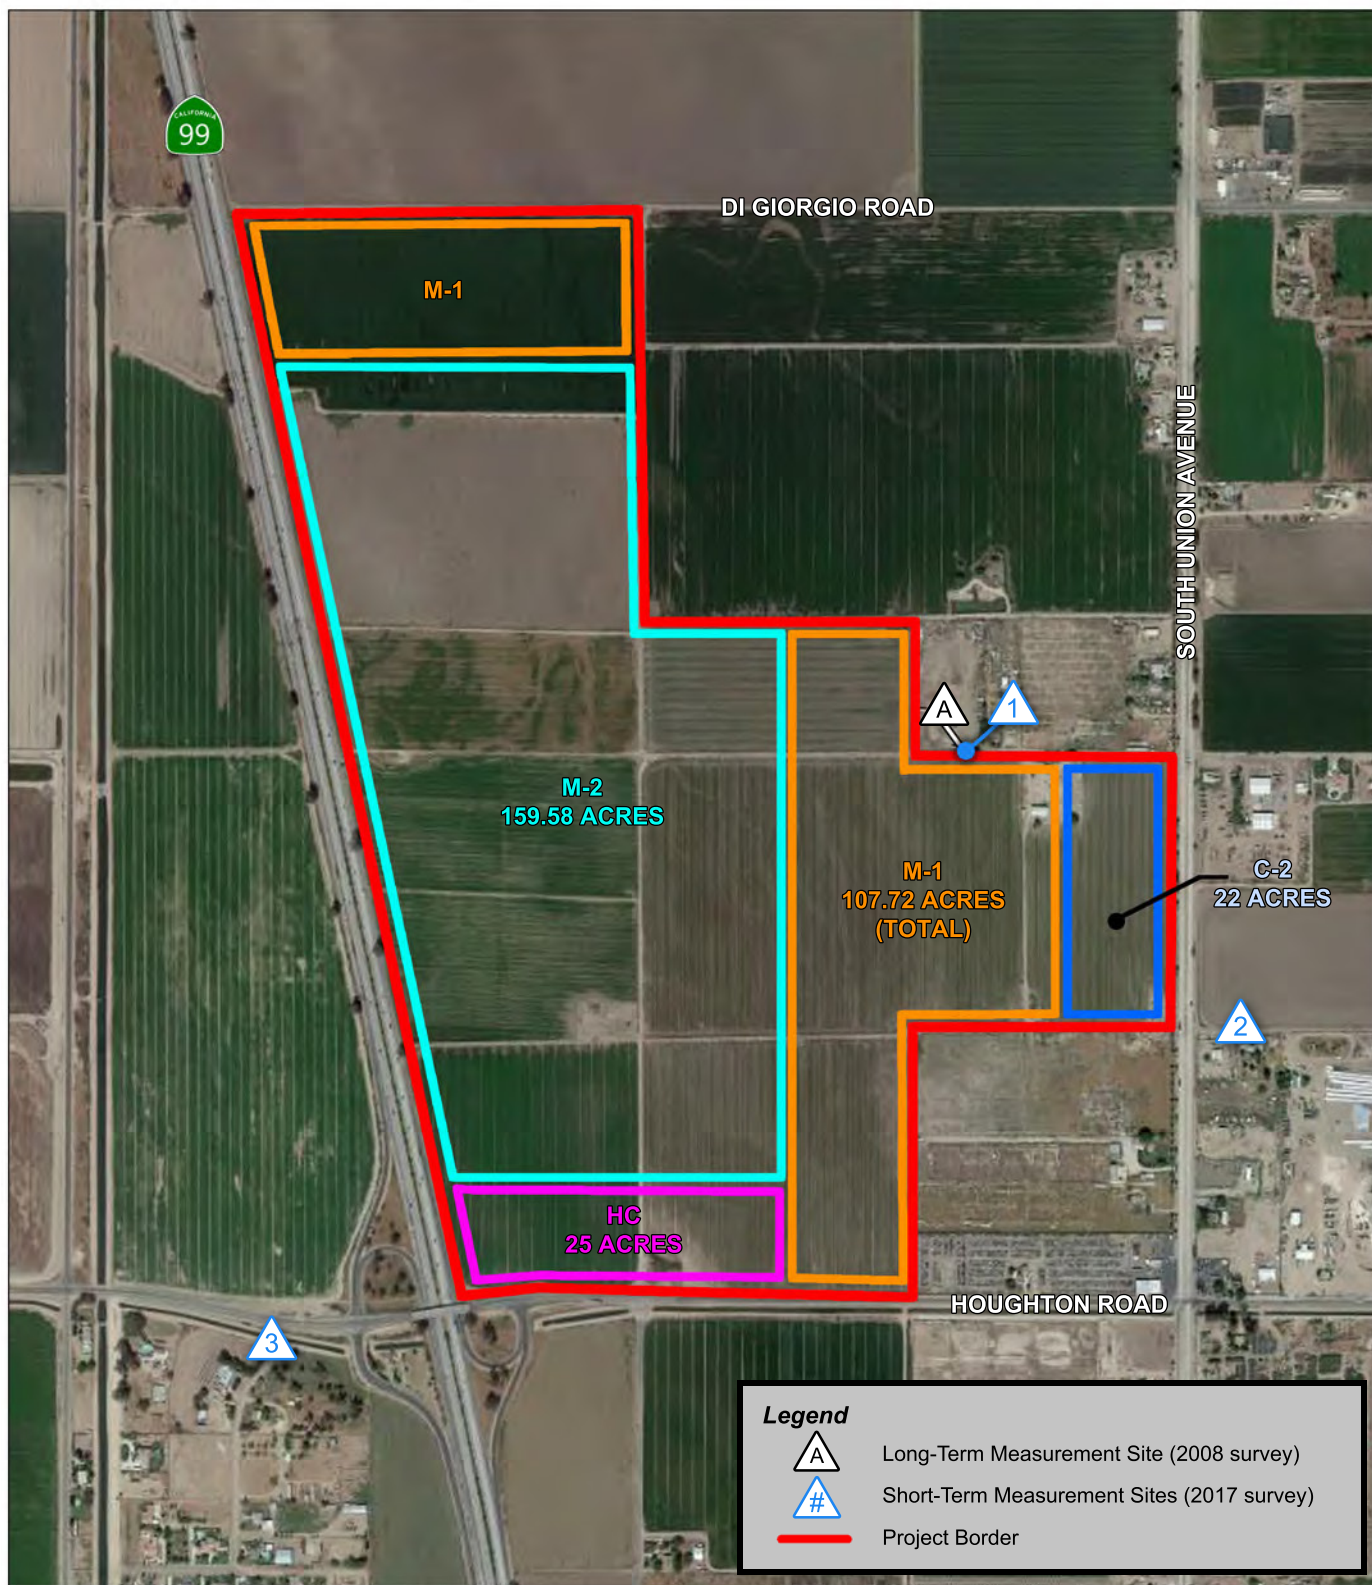 CALIFORNIA
99
DI GIORGIO ROAD
M-1
SOUTH UNION AVENUE
A
1
M-2
159.58 ACRES
M-1
107.72 ACRES
(TOTAL)
C-2
22 ACRES
2
HC
25 ACRES
HOUGHTON ROAD
3
Legend
A Long-Term Measurement Site (2008 survey)
# Short-Term Measurement Sites (2017 survey)
Project Border